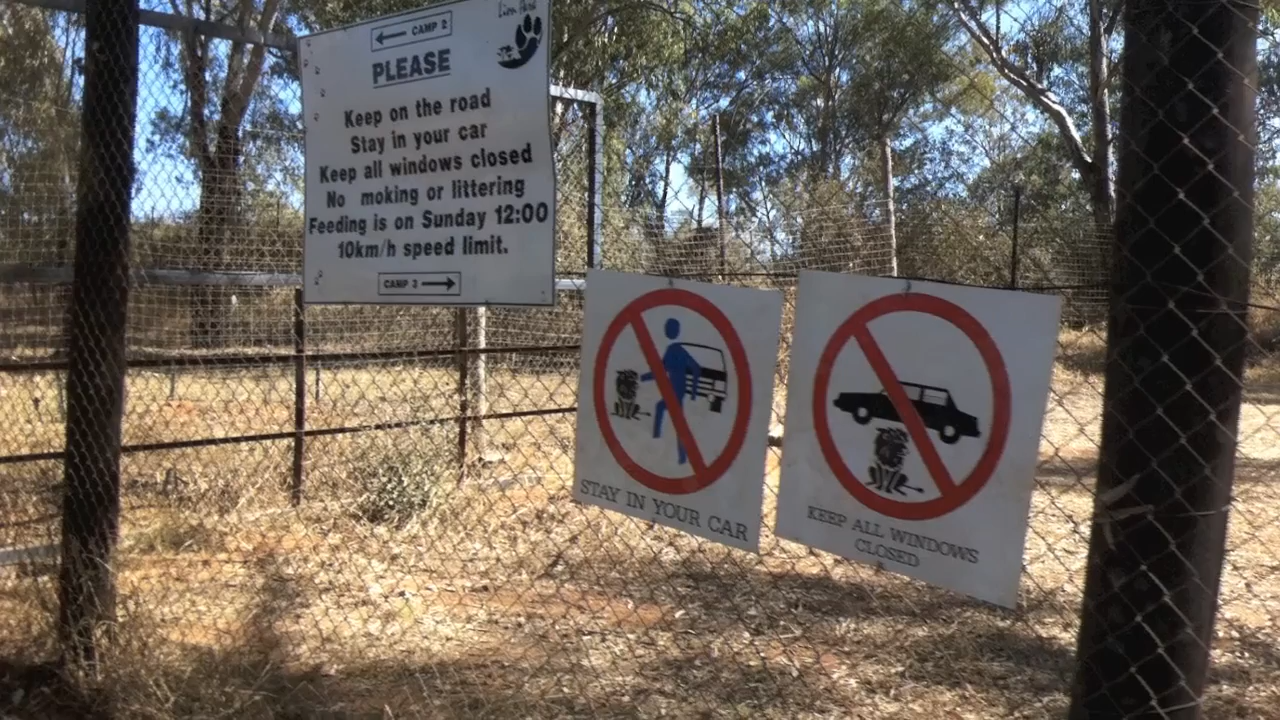 CAMP 2
Lion Park
PLEASE
Keep on the road
Stay in your car
Keep all windows closed
No moking or littering
Feeding is on Sunday 12:00
10km/h speed limit.
CAMP 3
STAY IN YOUR CAR
KEEP ALL WINDOWS
CLOSED